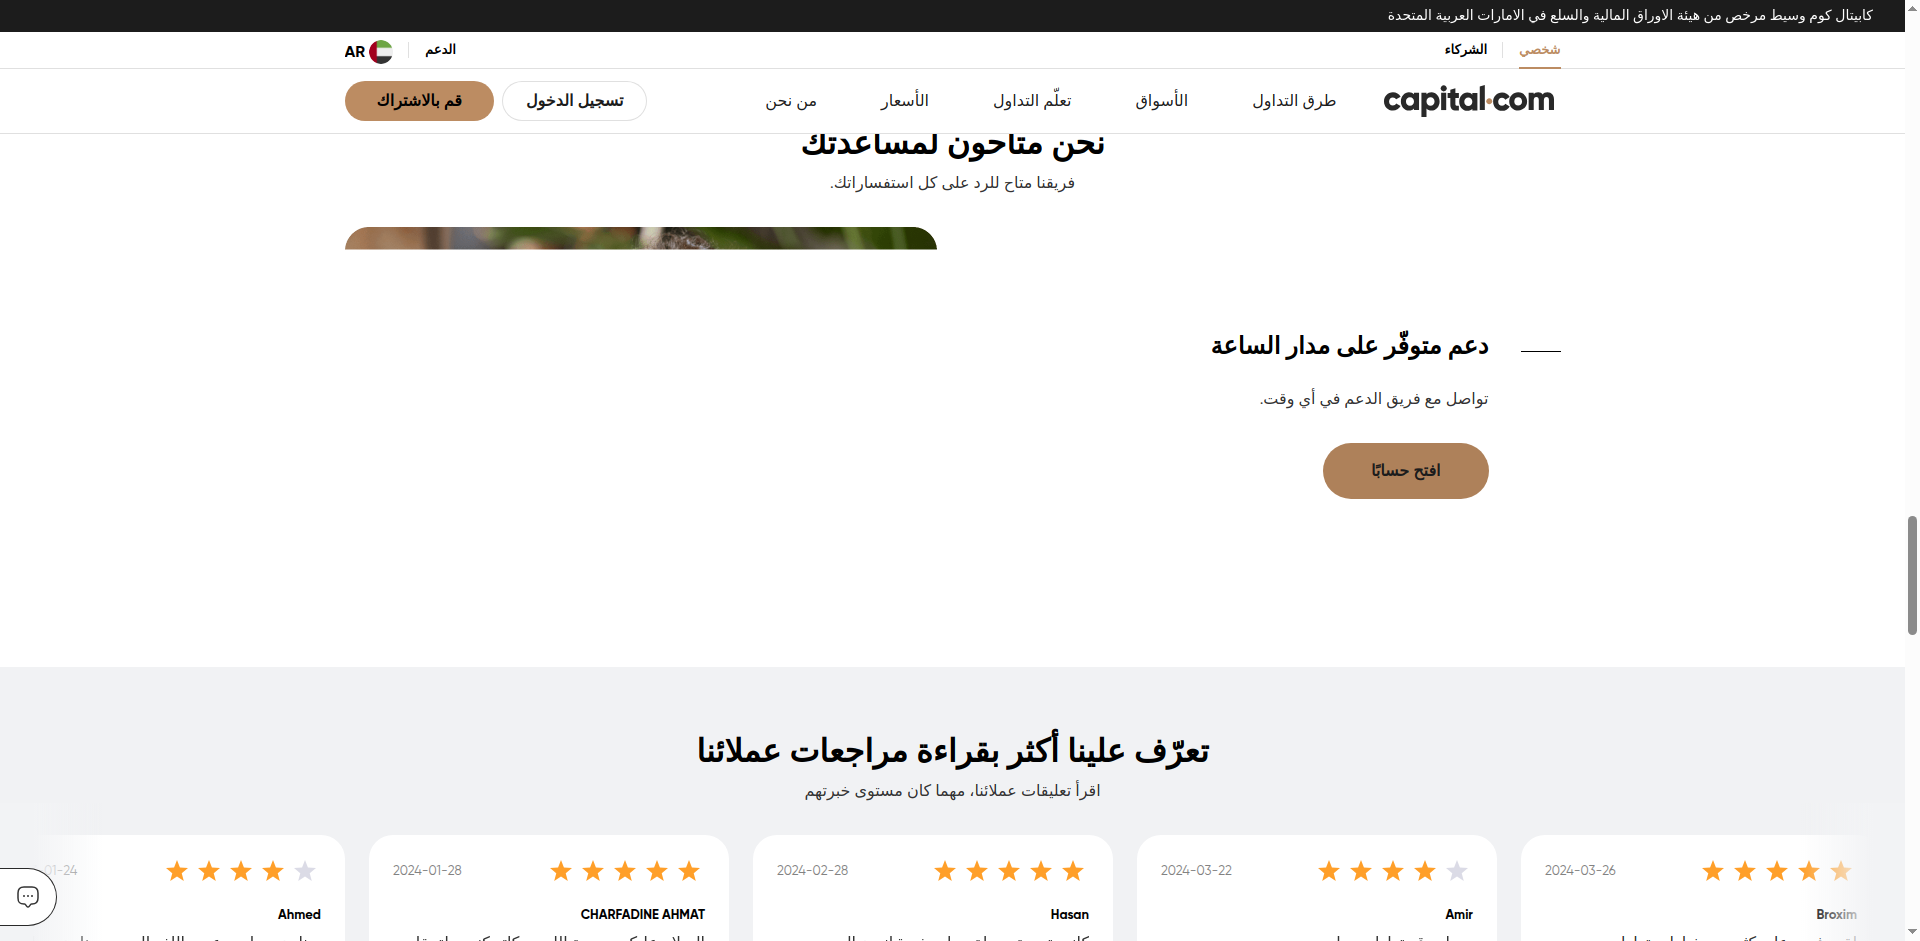 كابيتال كوم وسيط مرخص من هيئة الاوراق المالية والسلع في الامارات العربية المتحدة
شخصي
الشركاء
الدعم
AR
capital.com
طرق التداول
الأسواق
تعلّم التداول
الأسعار
من نحن
تسجيل الدخول
قم بالاشتراك
نحن متاحون لمساعدتك
فريقنا متاح للرد على كل استفساراتك.
دعم متوفّر على مدار الساعة
تواصل مع فريق الدعم في أي وقت.
افتح حسابًا
تعرّف علينا أكثر بقراءة مراجعات عملائنا
اقرأ تعليقات عملائنا، مهما كان مستوى خبرتهم
2024-03-26
Broxim
2024-03-22
Amir
2024-02-28
Hasan
2024-01-28
CHARFADINE AHMAT
01-24
Ahmed